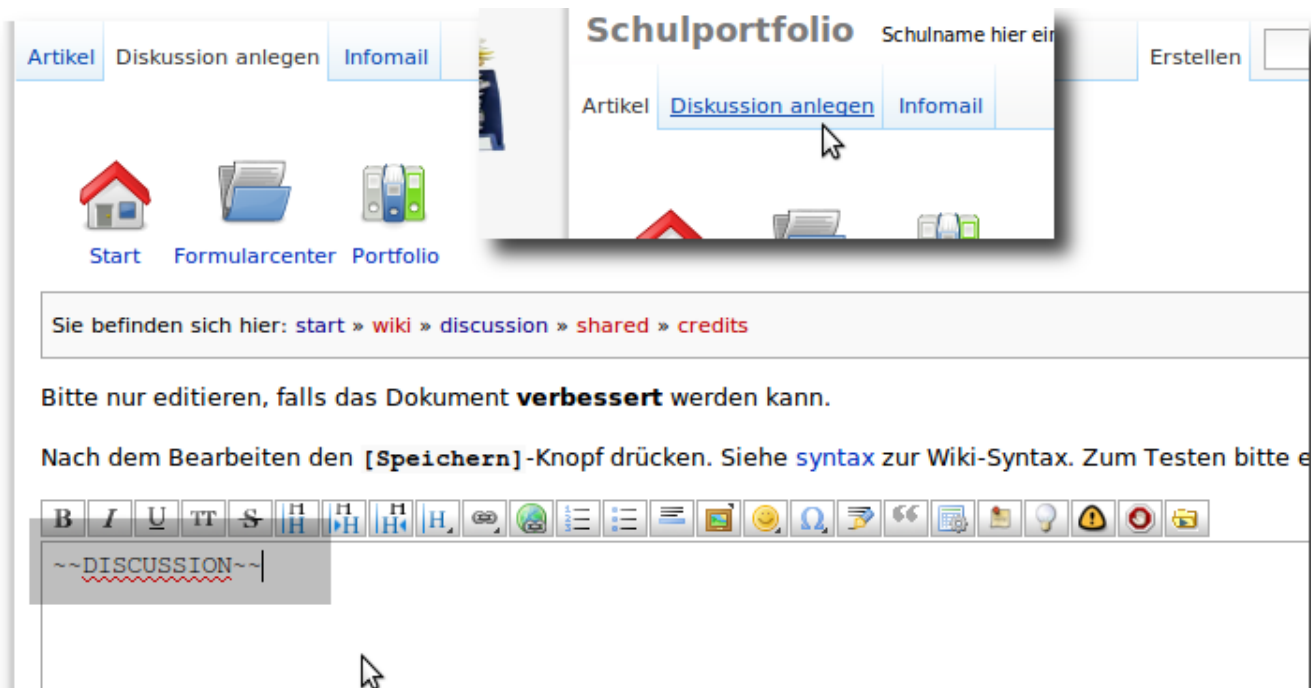 Schulportfolio Schulname hier ein
Artikel Diskussion anlegen Infomail
Artikel Diskussion anlegen Infomail
Erstellen
Start Formularcenter Portfolio
Sie befinden sich hier: start » wiki » discussion » shared » credits
Bitte nur editieren, falls das Dokument verbessert werden kann.
Nach dem Bearbeiten den [Speichern]-Knopf drücken. Siehe syntax zur Wiki-Syntax. Zum Testen bitte e
B I U TT S H H H H Ω
~~DISCUSSION~~